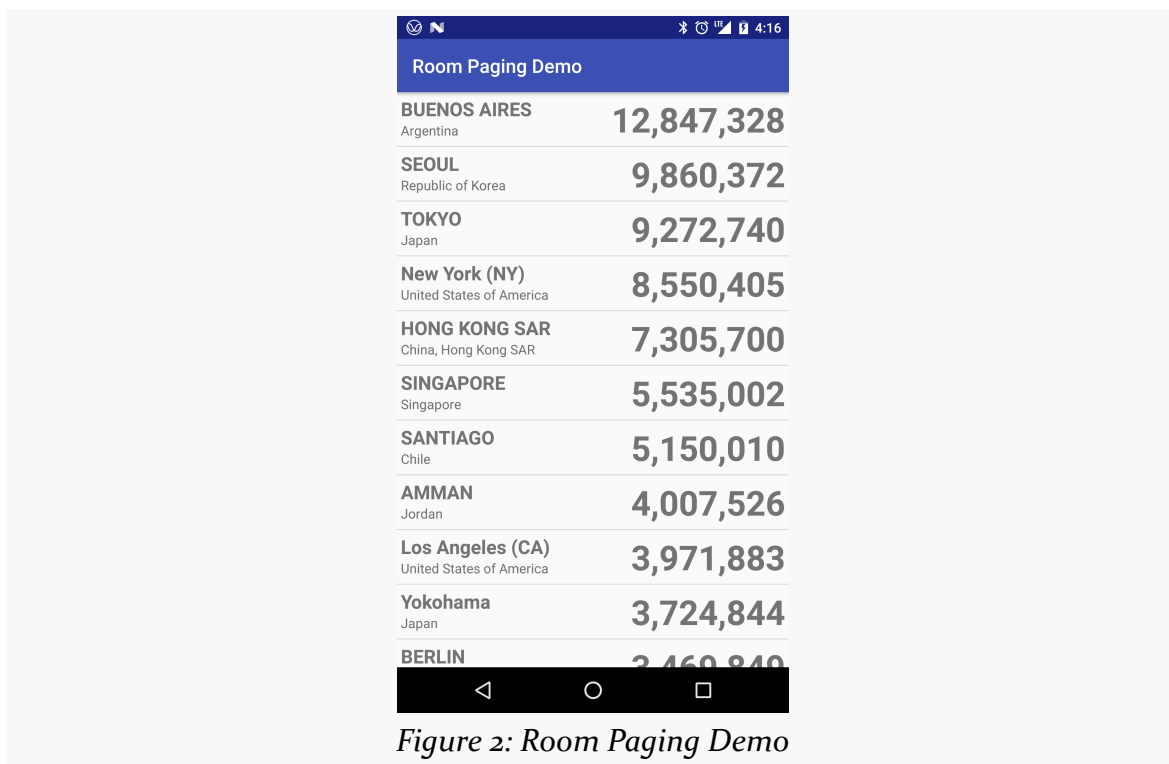 LTE 4:16
Room Paging Demo
BUENOS AIRES 12,847,328
Argentina
SEOUL 9,860,372
Republic of Korea
TOKYO 9,272,740
Japan
New York (NY) 8,550,405
United States of America
HONG KONG SAR 7,305,700
China, Hong Kong SAR
SINGAPORE 5,535,002
Singapore
SANTIAGO 5,150,010
Chile
AMMAN 4,007,526
Jordan
Los Angeles (CA) 3,971,883
United States of America
Yokohama 3,724,844
Japan
BERLIN 3,469,849
Figure 2: Room Paging Demo